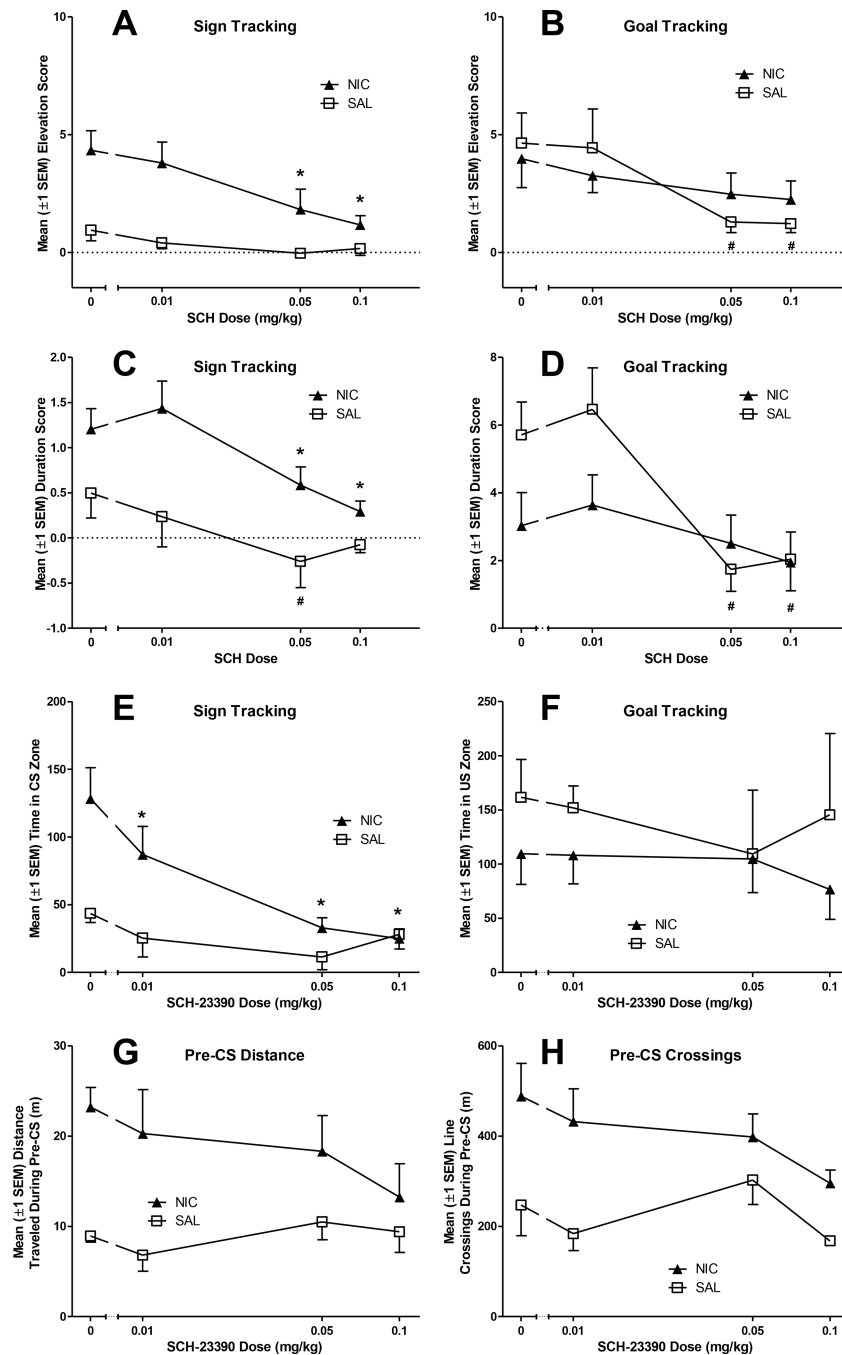 A
Sign Tracking
10
5
0
Mean (±1 SEM) Elevation Score
NIC
SAL
*
*
0
0.01
0.05
0.1
SCH Dose (mg/kg)
B
Goal Tracking
10
5
0
Mean (±1 SEM) Elevation Score
NIC
SAL
#
#
0
0.01
0.05
0.1
SCH Dose (mg/kg)
C
Sign Tracking
2.0
1.5
1.0
0.5
0.0
-0.5
-1.0
Mean (±1 SEM) Duration Score
NIC
SAL
*
*
#
0
0.01
0.05
0.1
SCH Dose
D
Goal Tracking
8
6
4
2
0
Mean (±1 SEM) Duration Score
NIC
SAL
#
#
0
0.01
0.05
0.1
SCH Dose
E
Sign Tracking
200
150
100
50
0
Mean (±1 SEM) Time in CS Zone
NIC
SAL
*
*
*
0
0.01
0.05
0.1
SCH-23390 Dose (mg/kg)
F
Goal Tracking
250
200
150
100
50
0
Mean (±1 SEM) Time in US Zone
NIC
SAL
0
0.01
0.05
0.1
SCH-23390 Dose (mg/kg)
G
Pre-CS Distance
30
20
10
0
Mean (±1 SEM) Distance
Traveled During Pre-CS (m)
NIC
SAL
0
0.01
0.05
0.1
SCH-23390 Dose (mg/kg)
H
Pre-CS Crossings
600
400
200
0
Mean (±1 SEM) Line
Crossings During Pre-CS (m)
NIC
SAL
0
0.01
0.05
0.1
SCH-23390 Dose (mg/kg)